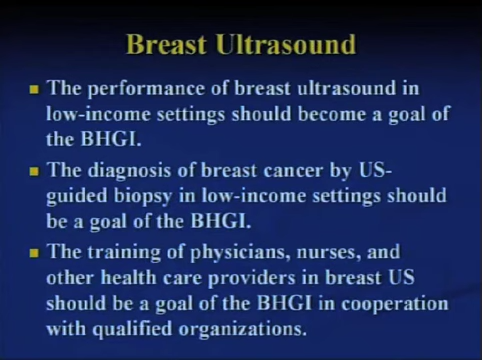 Breast Ultrasound
The performance of breast ultrasound in
low-income settings should become a goal of
the BHGI.
The diagnosis of breast cancer by US-
guided biopsy in low-income settings should
be a goal of the BHGI.
The training of physicians, nurses, and
other health care providers in breast US
should be a goal of the BHGI in cooperation
with qualified organizations.